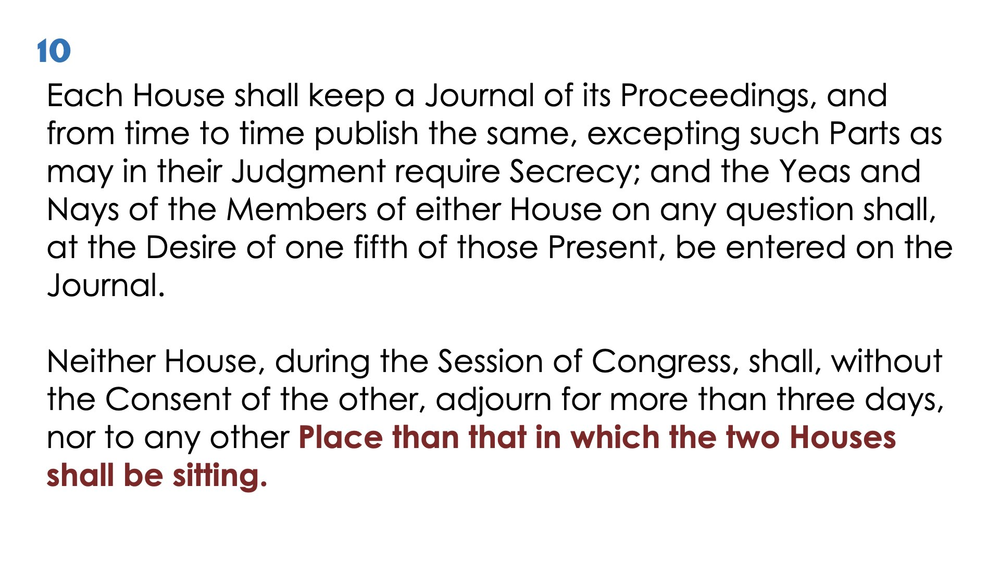 10
Each House shall keep a Journal of its Proceedings, and
from time to time publish the same, excepting such Parts as
may in their Judgment require Secrecy; and the Yeas and
Nays of the Members of either House on any question shall,
at the Desire of one fifth of those Present, be entered on the
Journal.
Neither House, during the Session of Congress, shall, without
the Consent of the other, adjourn for more than three days,
nor to any other Place than that in which the two Houses
shall be sitting.